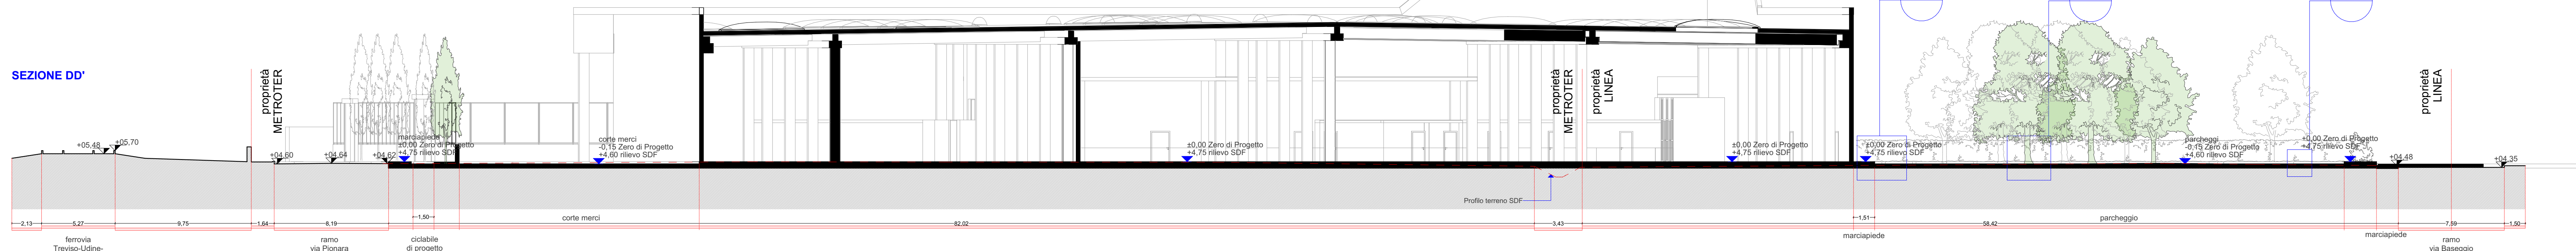 SEZIONE DD'
proprietà
METROTER
proprietà
METROTER
proprietà
LINEA
proprietà
LINEA
+05,48
+05,70
+04.60
+04.64
+04.62
marciapiede
±0,00 Zero di Progetto
+4,75 rilievo SDF
corte merci
-0,15 Zero di Progetto
+4,60 rilievo SDF
±0,00 Zero di Progetto
+4,75 rilievo SDF
±0,00 Zero di Progetto
+4,75 rilievo SDF
±0,00 Zero di Progetto
+4,75 rilievo SDF
parcheggi
-0,15 Zero di Progetto
+4,60 rilievo SDF
±0,00 Zero di Progetto
+4,75 rilievo SDF
+04.48
+04.35
Profilo terreno SDF
2,13
5,27
9,75
1,64
8,19
1,50
corte merci
82,02
3,43
1,51
58,42
parcheggio
7,59
1,50
ferrovia
Treviso-Udine-
ramo
via Pionara
ciclabile
di progetto
marciapiede
marciapiede
ramo
via Baseggio